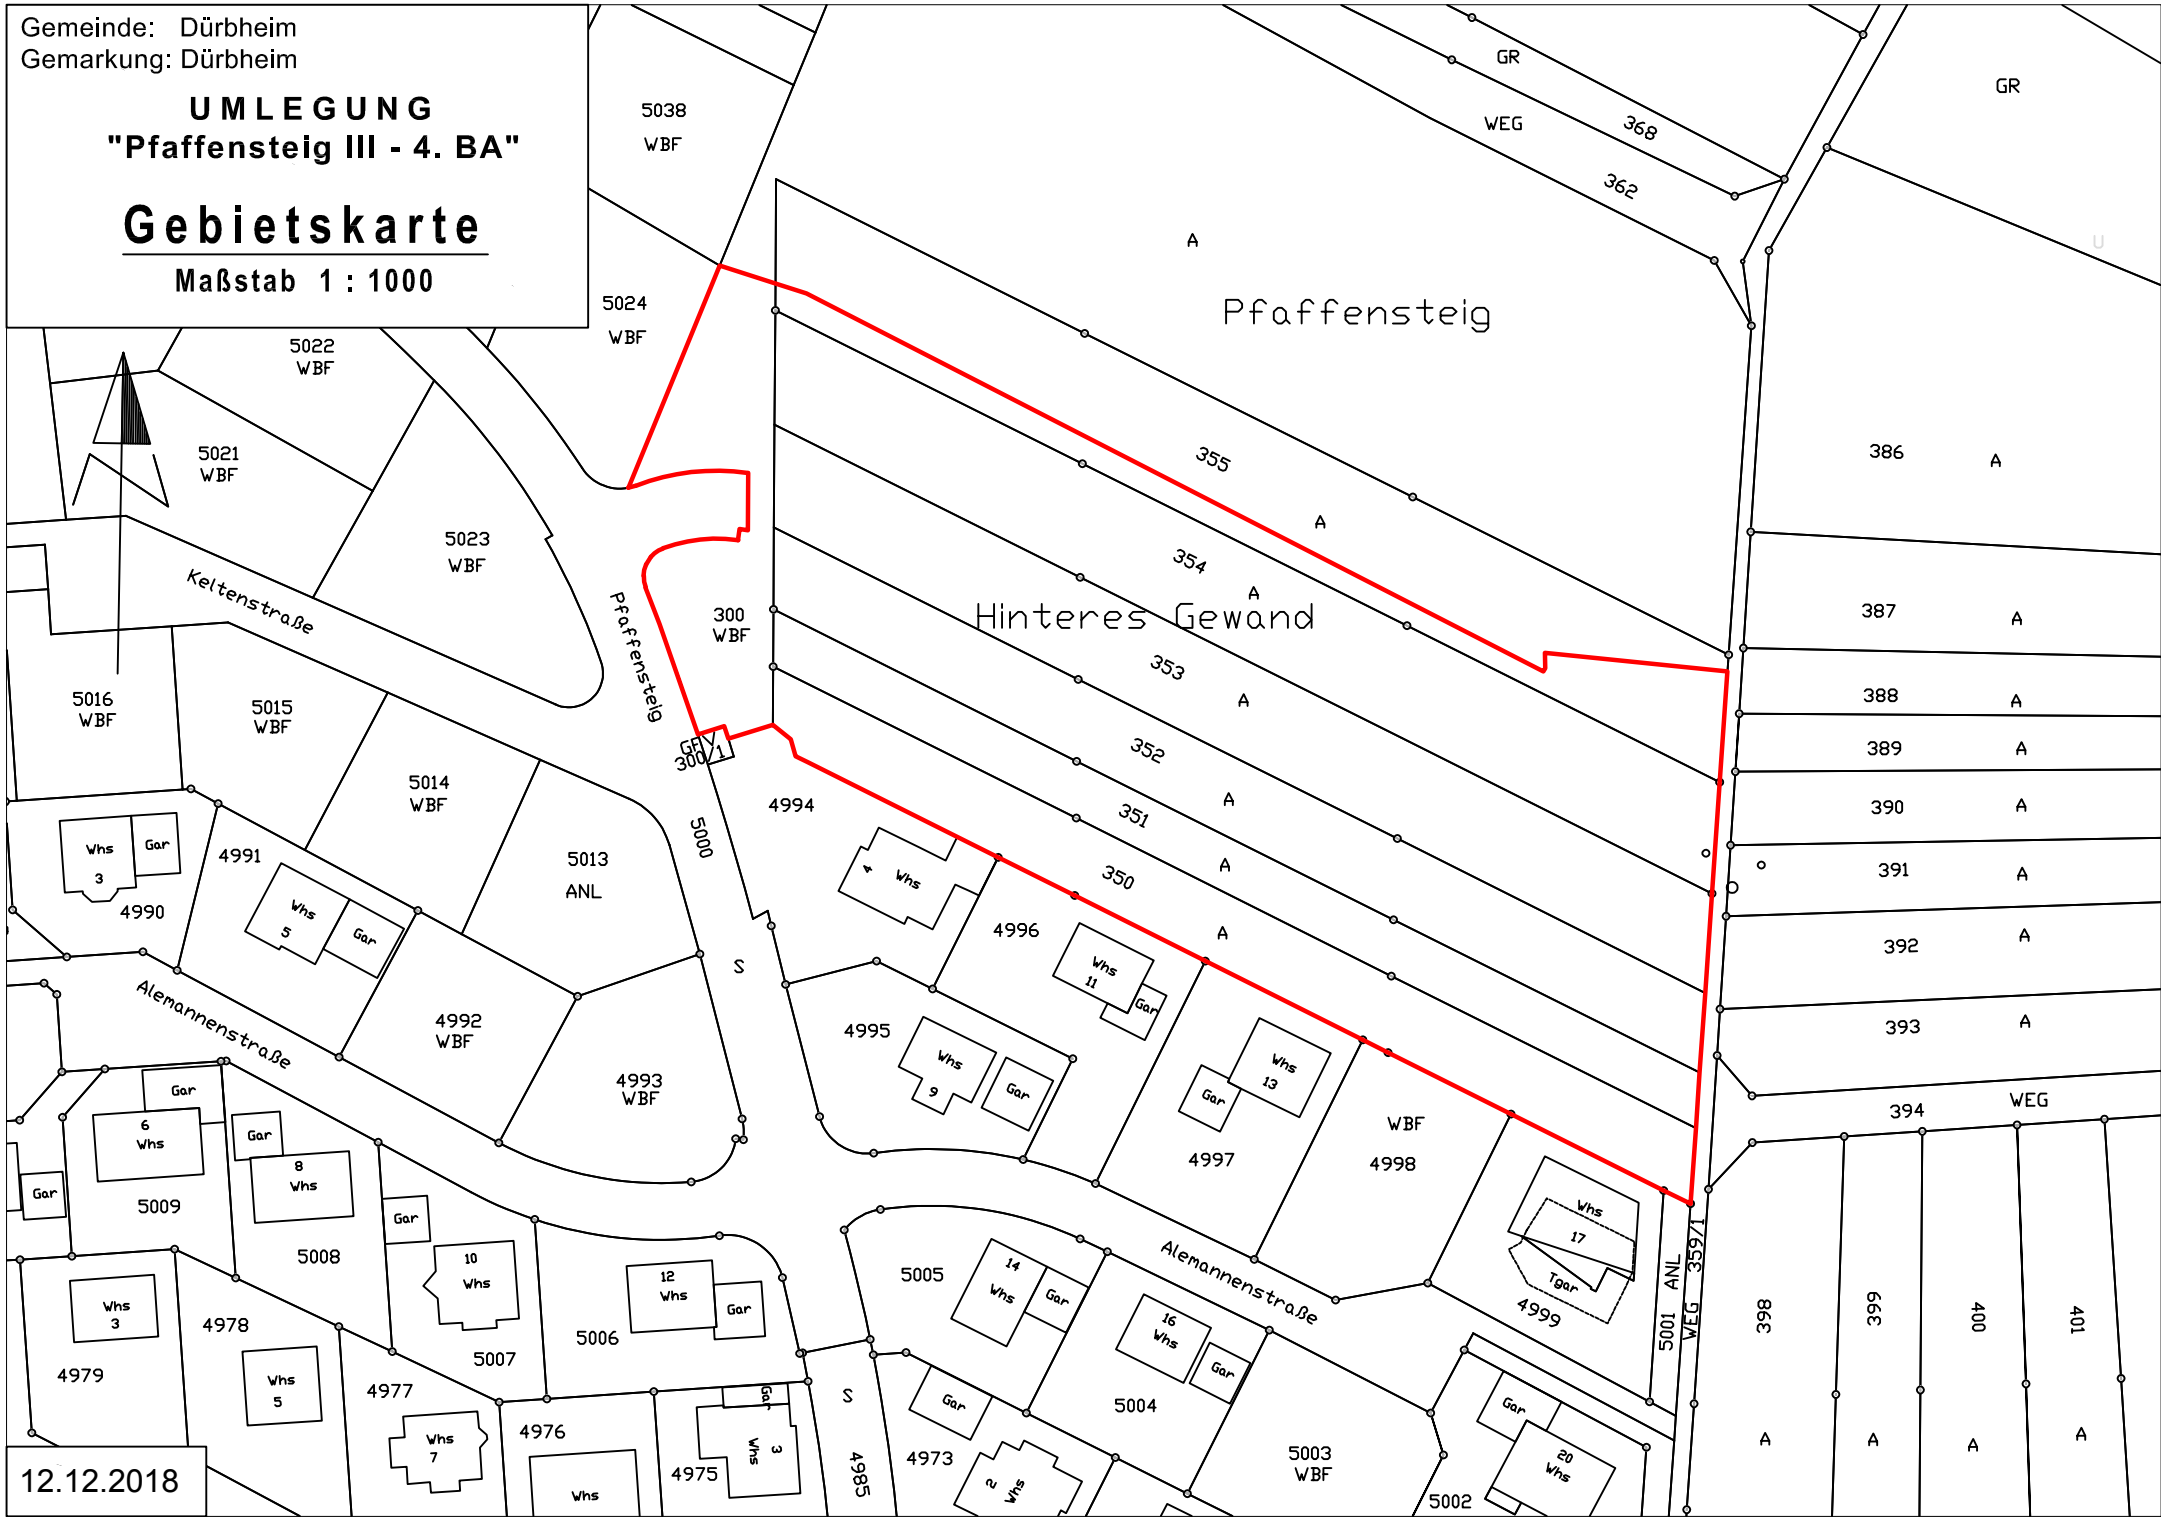 Gemeinde: Dürbheim
Gemarkung: Dürbheim
UMLEGUNG
"Pfaffensteig III - 4. BA"
Gebietskarte
Maßstab 1 : 1000
5038
WBF
GR
WEG
368
362
GR
A
U
Pfaffensteig
5024
WBF
5022
WBF
5021
WBF
5023
WBF
355
A
386
A
354
A
Hinteres Gewand
387
A
Keltenstraße
Pfaffensteig
300
WBF
353
A
388
A
5016
WBF
5015
WBF
GFV
300/1
352
A
389
A
5014
WBF
4994
351
A
390
A
5000
Whs
3
Gar
4991
5013
ANL
4
Whs
350
A
391
A
4990
Whs
5
Gar
4996
392
A
S
Whs
11
Gar
Alemannenstraße
4992
WBF
4995
393
A
Whs
9
Gar
Whs
13
Gar
4993
WBF
WBF
4998
394
WEG
Gar
6
Whs
Gar
8
Whs
4997
Gar
5009
Gar
5008
10
Whs
Whs
17
Tgar
4999
12
Whs
Gar
5005
14
Whs
Gar
Alemannenstraße
5001 ANL
WEG 359/1
398
399
400
401
Whs
3
4978
5006
16
Whs
Gar
5007
4979
Whs
5
4977
S
Gar
5004
Gar
4976
Gar
Whs
7
Whs
3
4975
4985
4973
2
Whs
5003
WBF
20
Whs
A
A
A
A
12.12.2018
Whs
5002